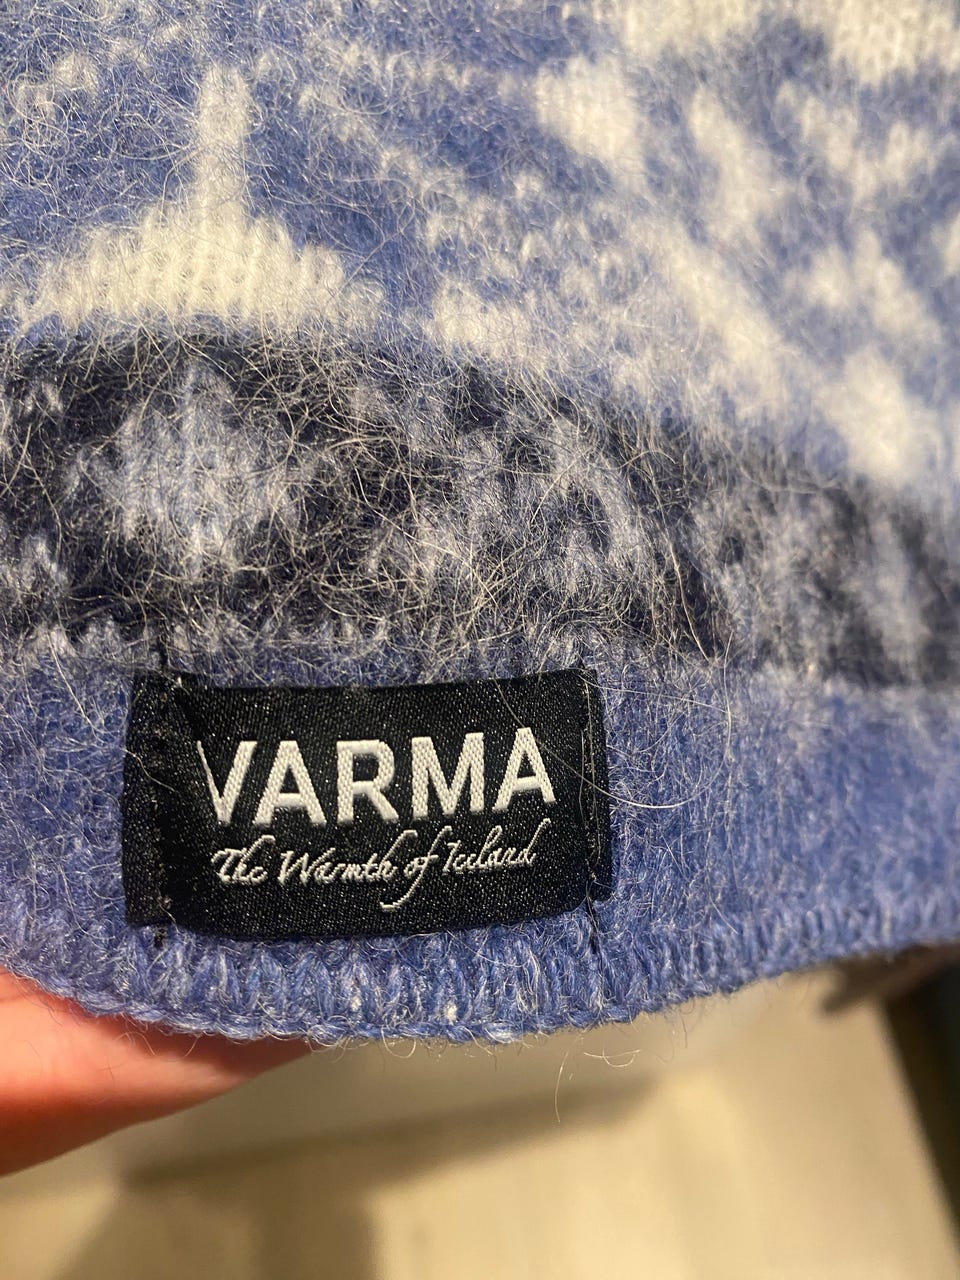 VARMA
The Warmth of Iceland